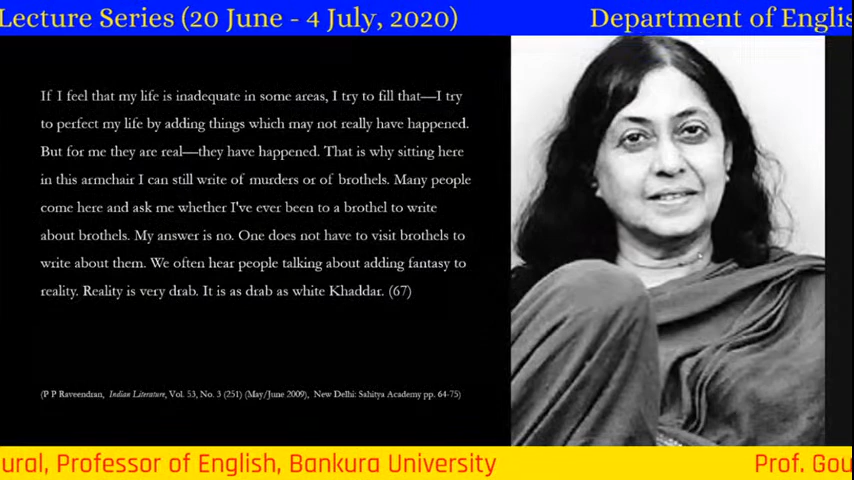 Lecture Series (20 June - 4 July, 2020) Department of Englis
If I feel that my life is inadequate in some areas, I try to fill that—I try
to perfect my life by adding things which may not really have happened.
But for me they are real—they have happened. That is why sitting here
in this armchair I can still write of murders or of brothels. Many people
come here and ask me whether I've ever been to a brothel to write
about brothels. My answer is no. One does not have to visit brothels to
write about them. We often hear people talking about adding fantasy to
reality. Reality is very drab. It is as drab as white Khaddar. (67)
(P P Raveendran, Indian Literature, Vol. 53, No. 3 (251) (May/June 2009), New Delhi: Sahitya Academy pp. 64-75)
ural, Professor of English, Bankura University Prof. Gou